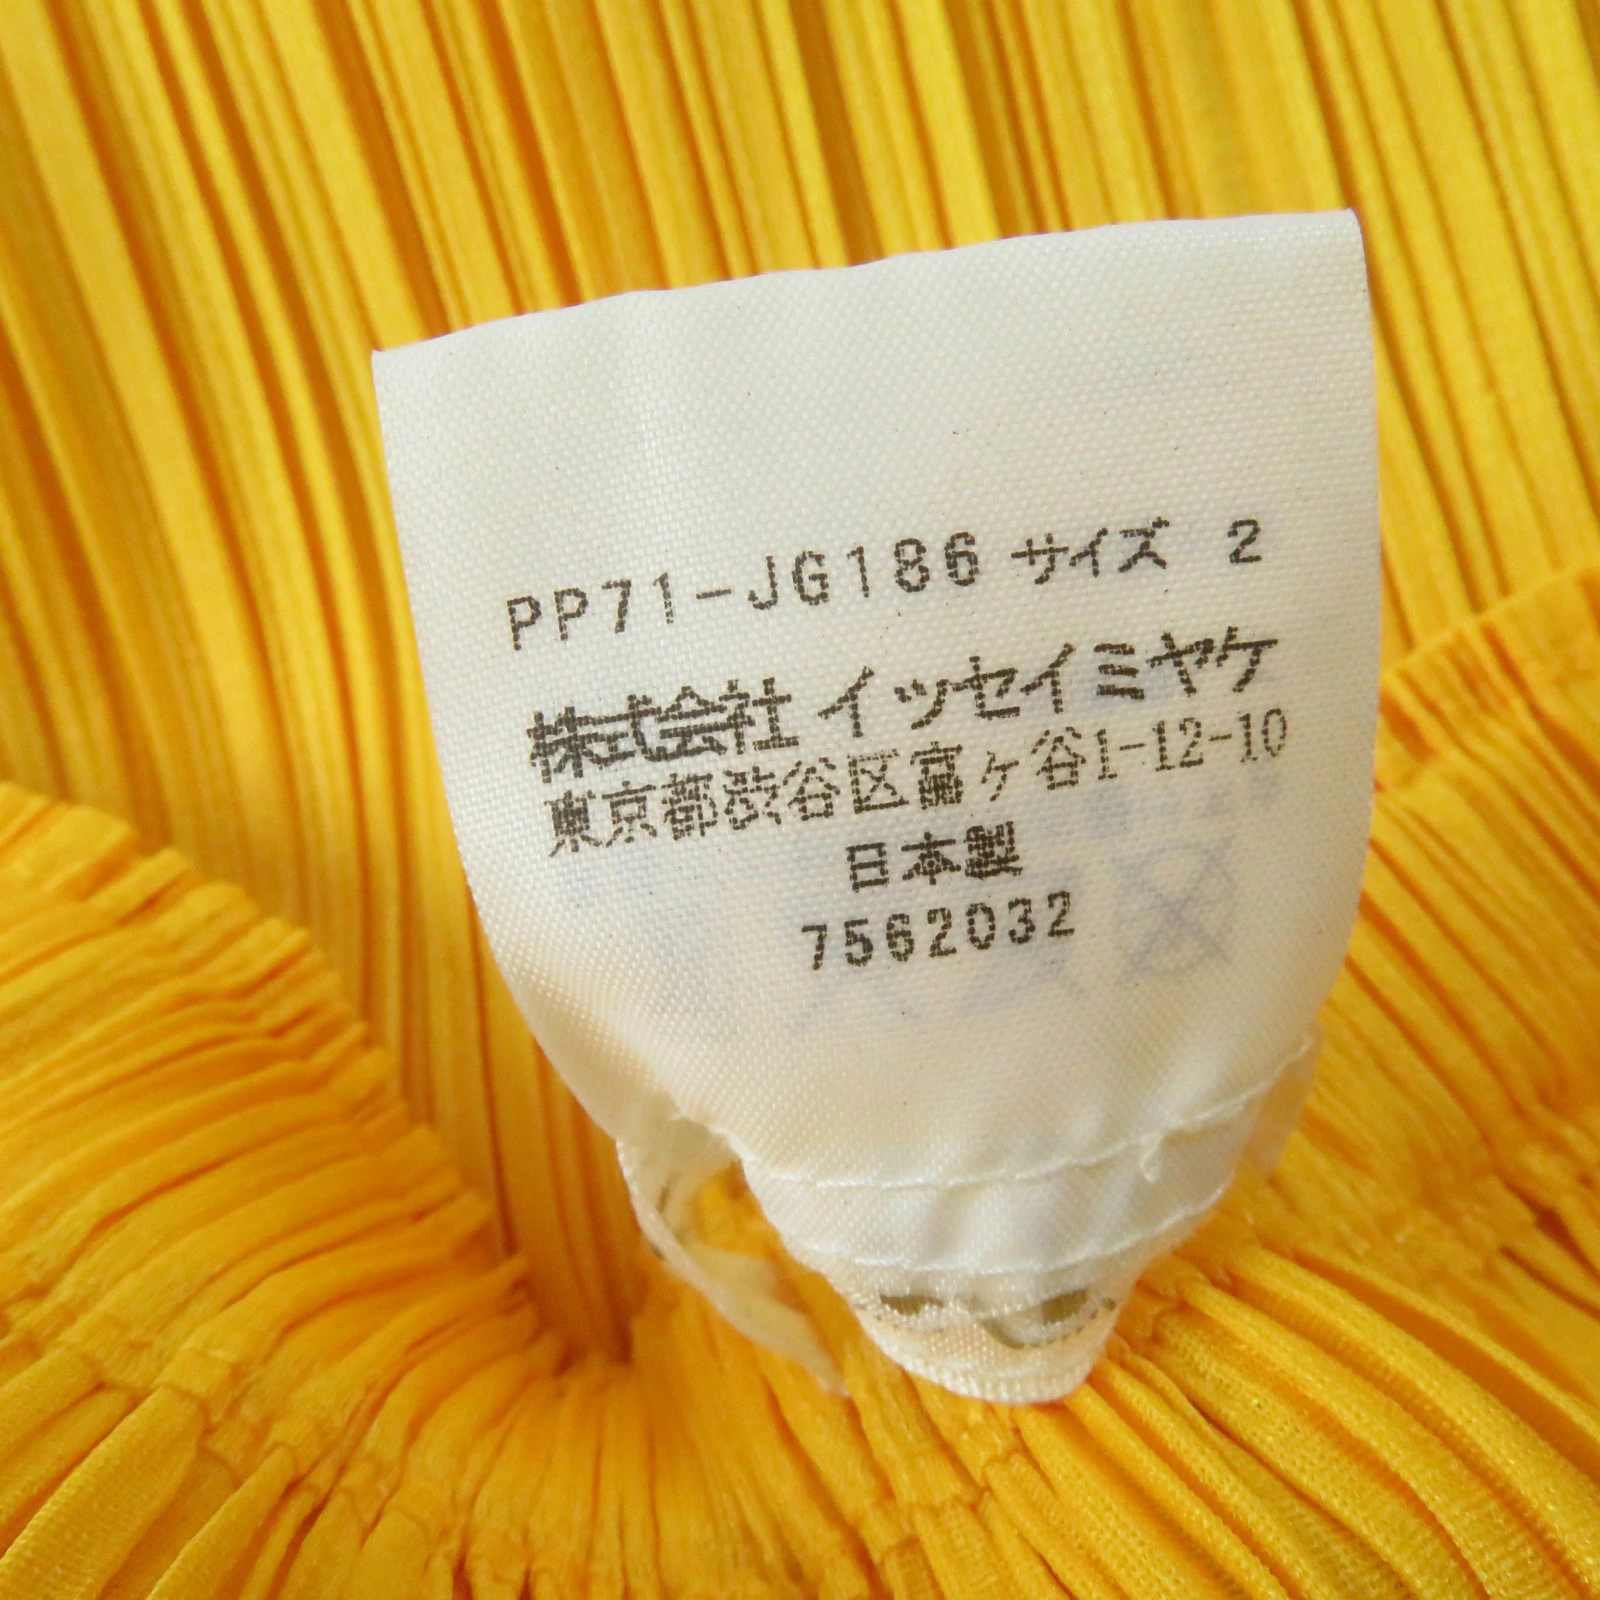 PP71-JG186 サイズ 2
株式会社 イッセイミヤケ
東京都渋谷区富ヶ谷1-12-10
日本製
7562032